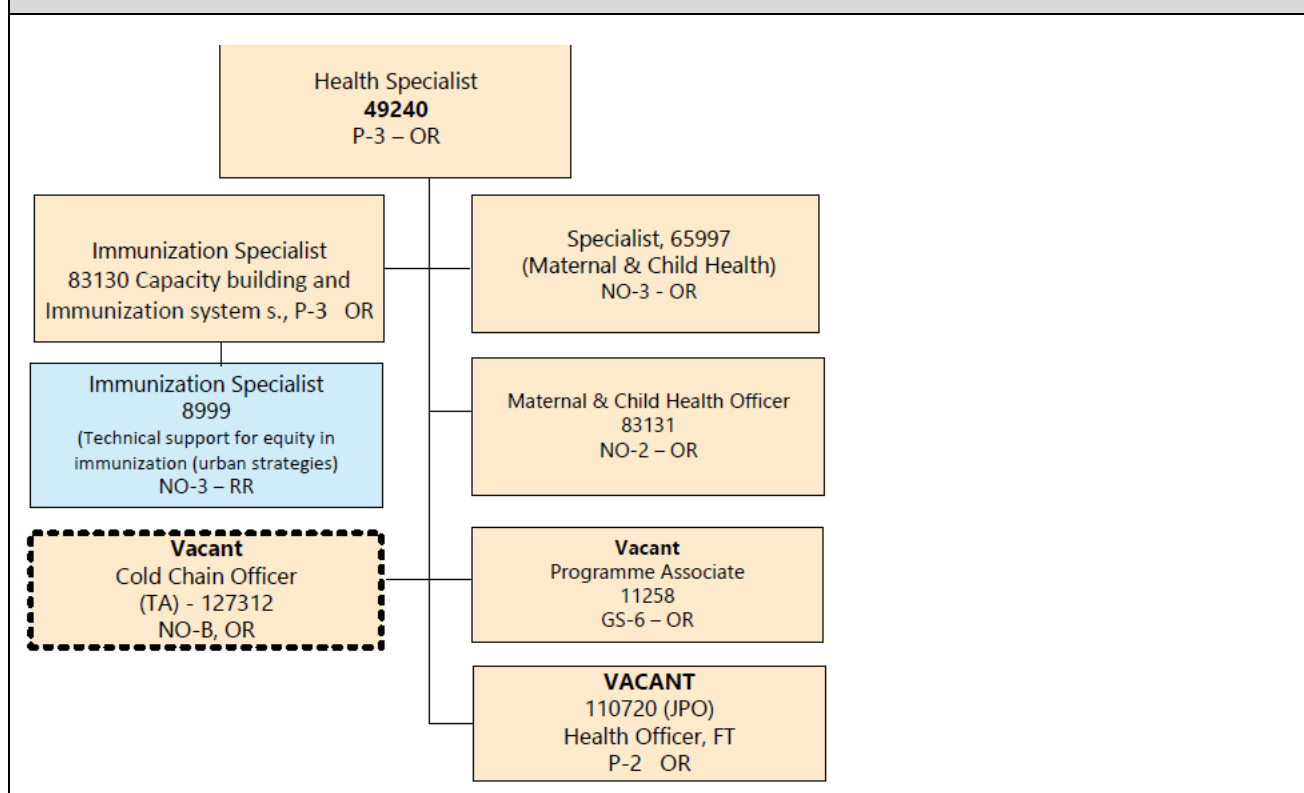 Health Specialist
49240
P-3 – OR
Immunization Specialist
83130 Capacity building and
Immunization system s., P-3 OR
Specialist, 65997
(Maternal & Child Health)
NO-3 - OR
Immunization Specialist
8999
(Technical support for equity in
immunization (urban strategies)
NO-3 – RR
Maternal & Child Health Officer
83131
NO-2 – OR
Vacant
Cold Chain Officer
(TA) - 127312
NO-B, OR
Vacant
Programme Associate
11258
GS-6 – OR
VACANT
110720 (JPO)
Health Officer, FT
P-2 OR